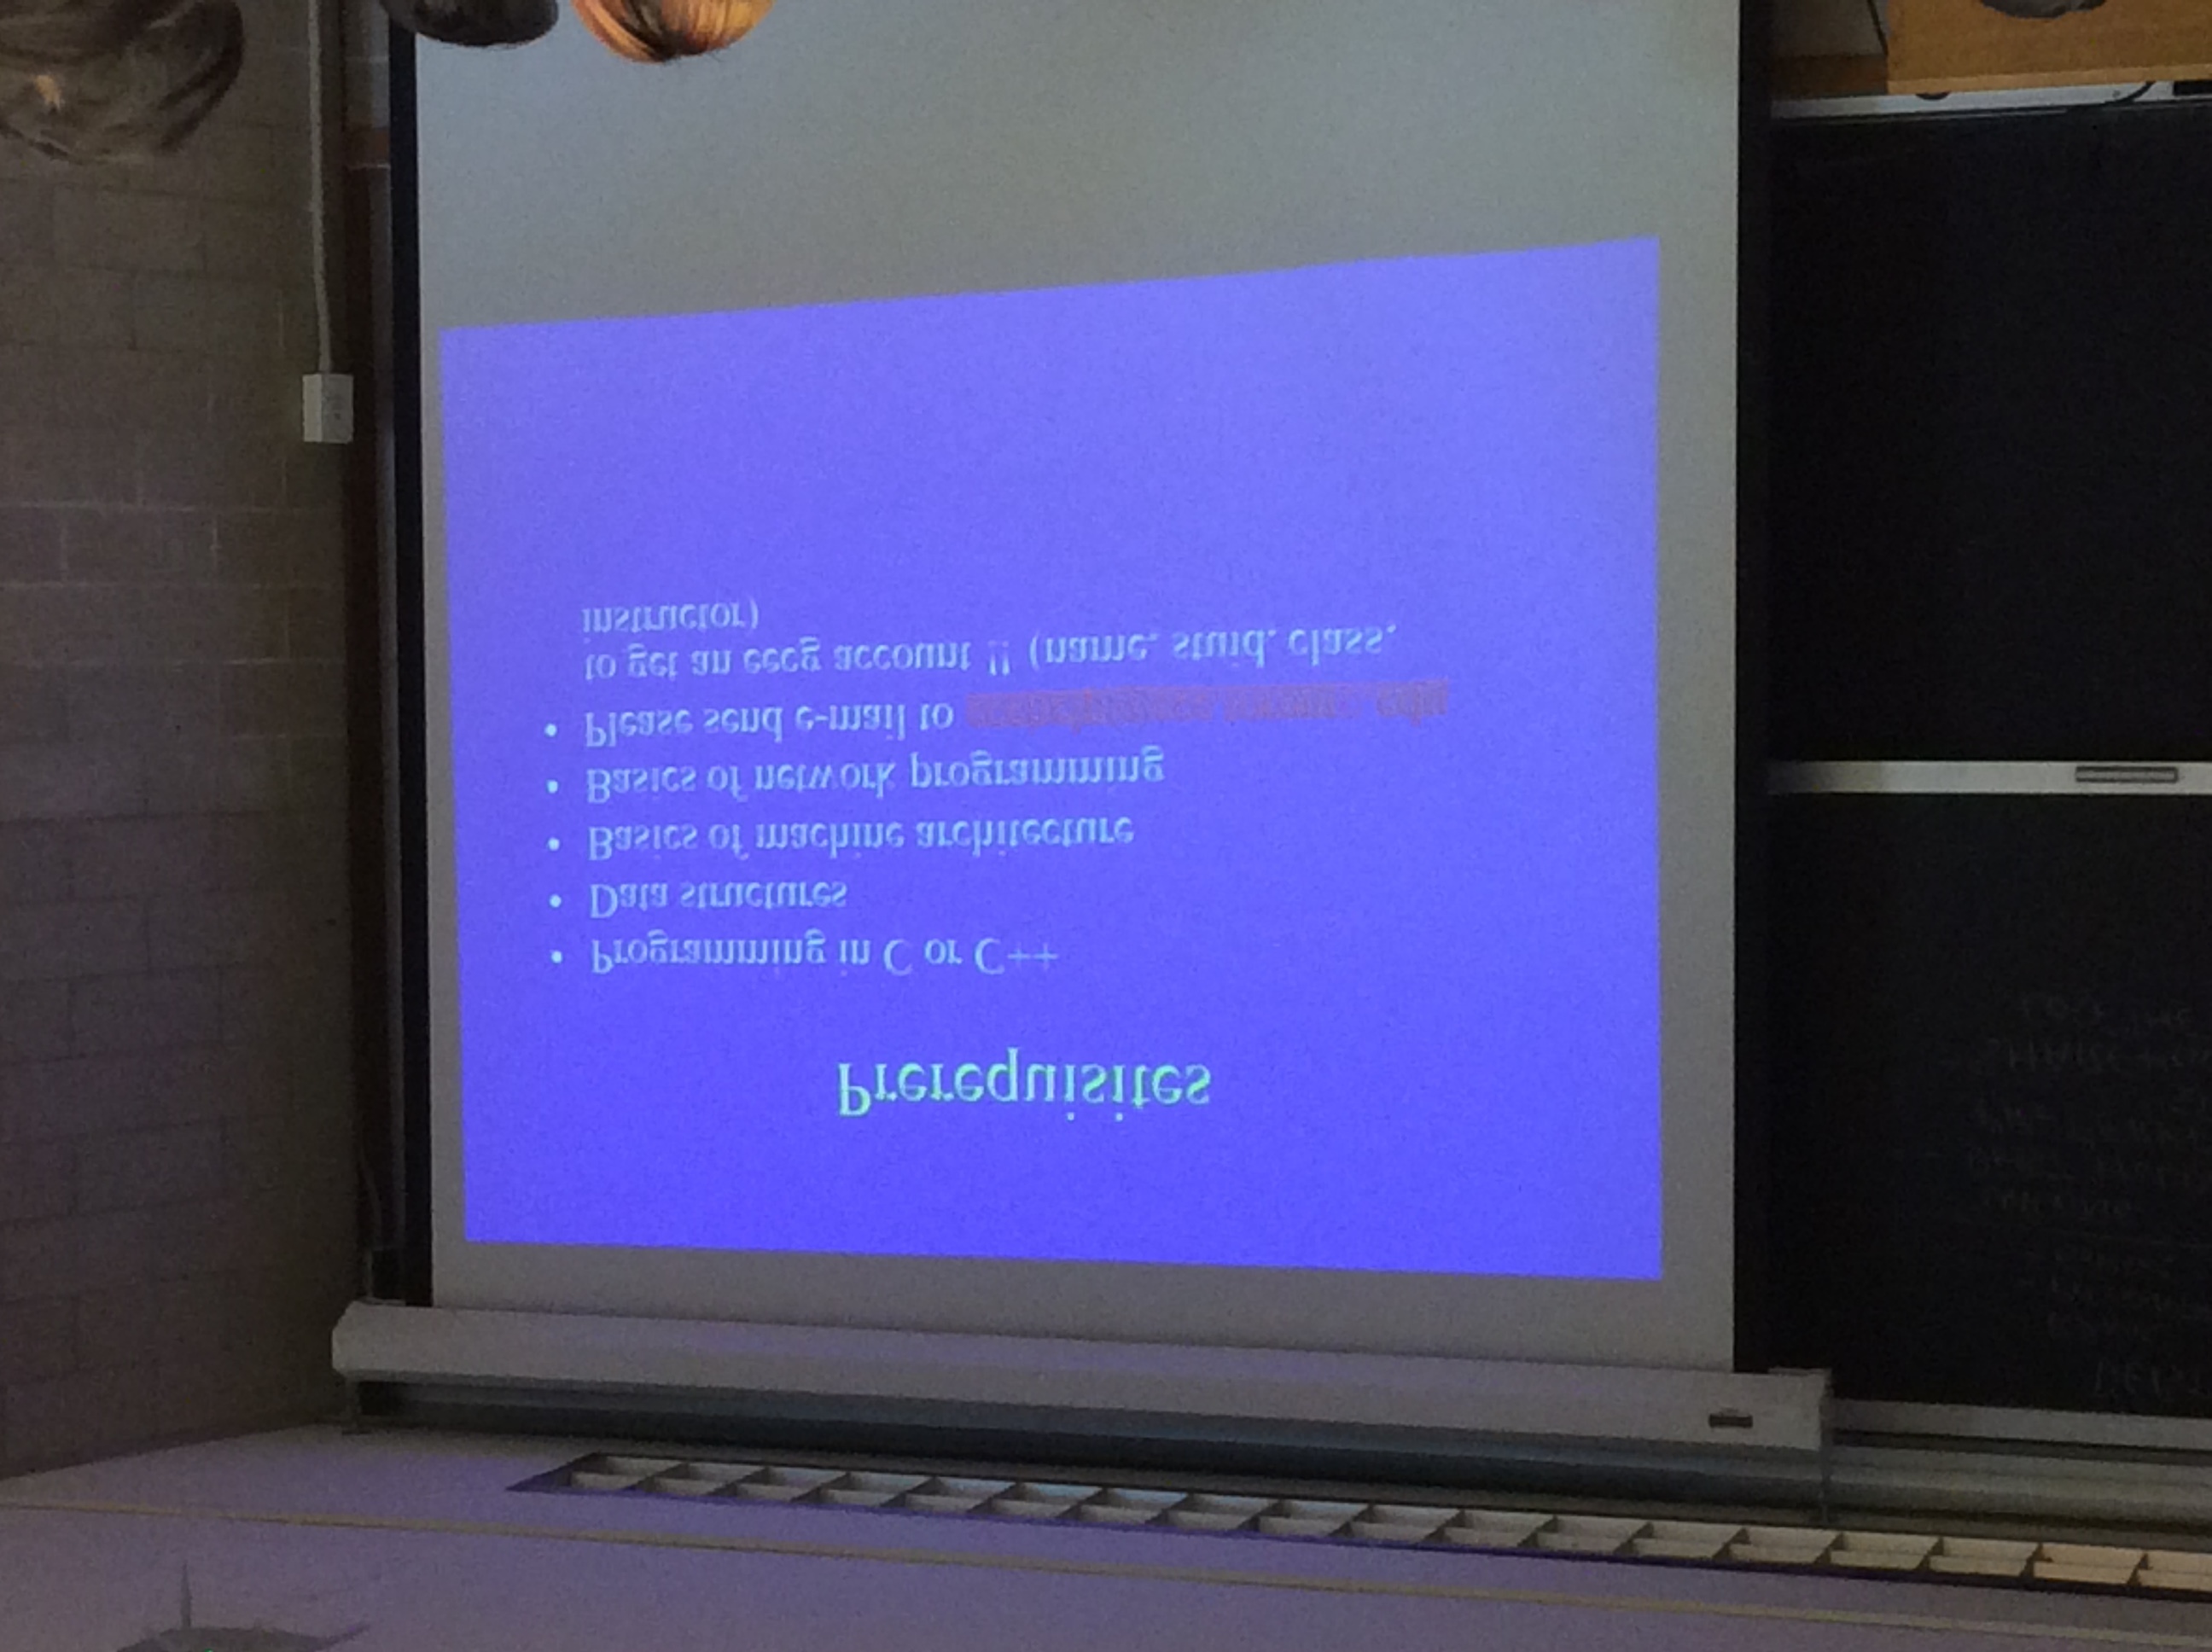 Prerequisites
• Programming in C or C++
• Data structures
• Basics of machine architecture
• Basics of network programming
• Please send e-mail to
to get an eecg account !! (name, stuid, class,
instructor)